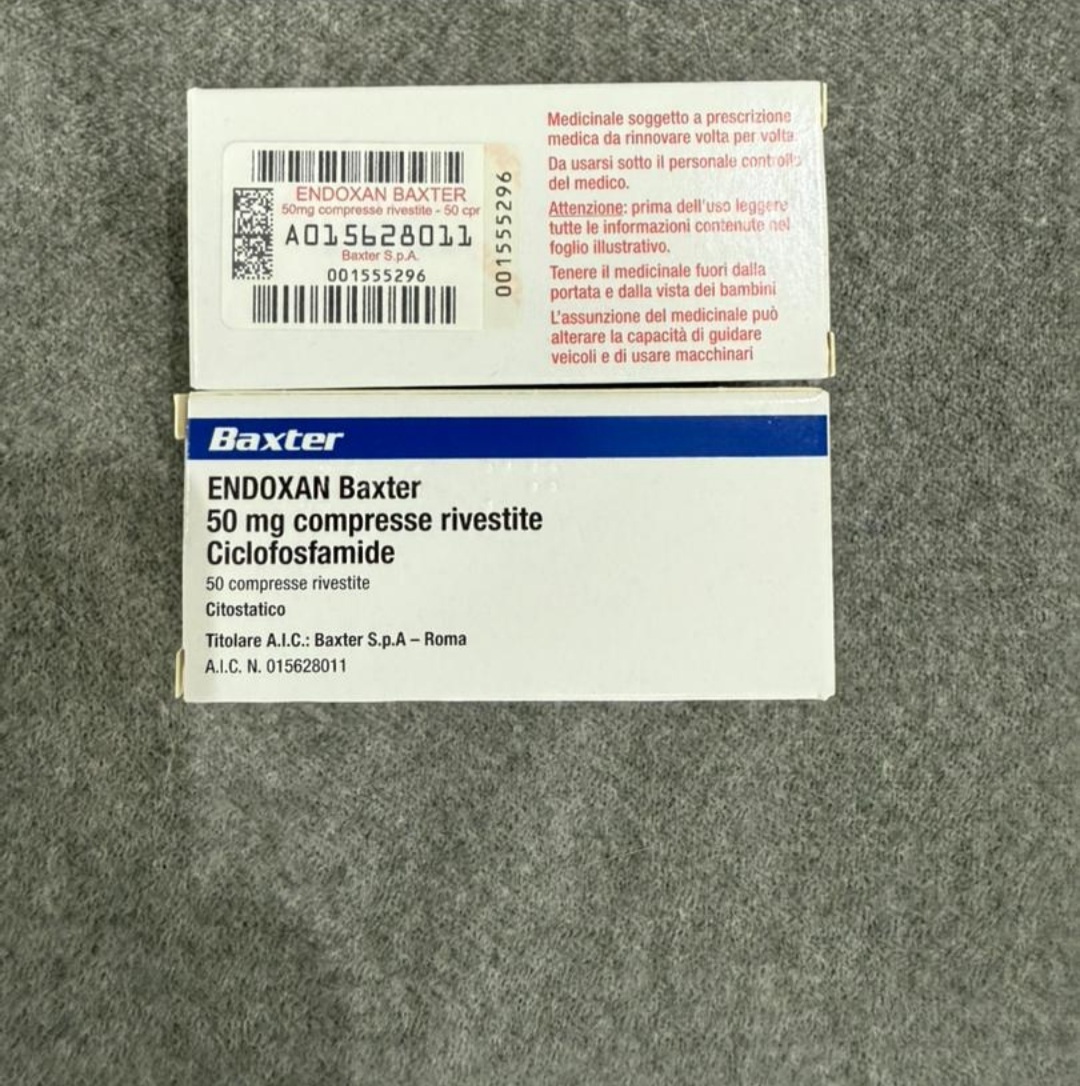 ENDOXAN BAXTER
50mg compresse rivestite - 50 cpr
A015628011
Baxter S.p.A.
001555296
001555296
Medicinale soggetto a prescrizione
medica da rinnovare volta per volta.
Da usarsi sotto il personale controllo
del medico.
Attenzione: prima dell'uso leggere
tutte le informazioni contenute nel
foglio illustrativo.
Tenere il medicinale fuori dalla
portata e dalla vista dei bambini
L'assunzione del medicinale può
alterare la capacità di guidare
veicoli e di usare macchinari
Baxter
ENDOXAN Baxter
50 mg compresse rivestite
Ciclofosfamide
50 compresse rivestite
Citostatico
Titolare A.I.C.: Baxter S.p.A – Roma
A.I.C. N. 015628011